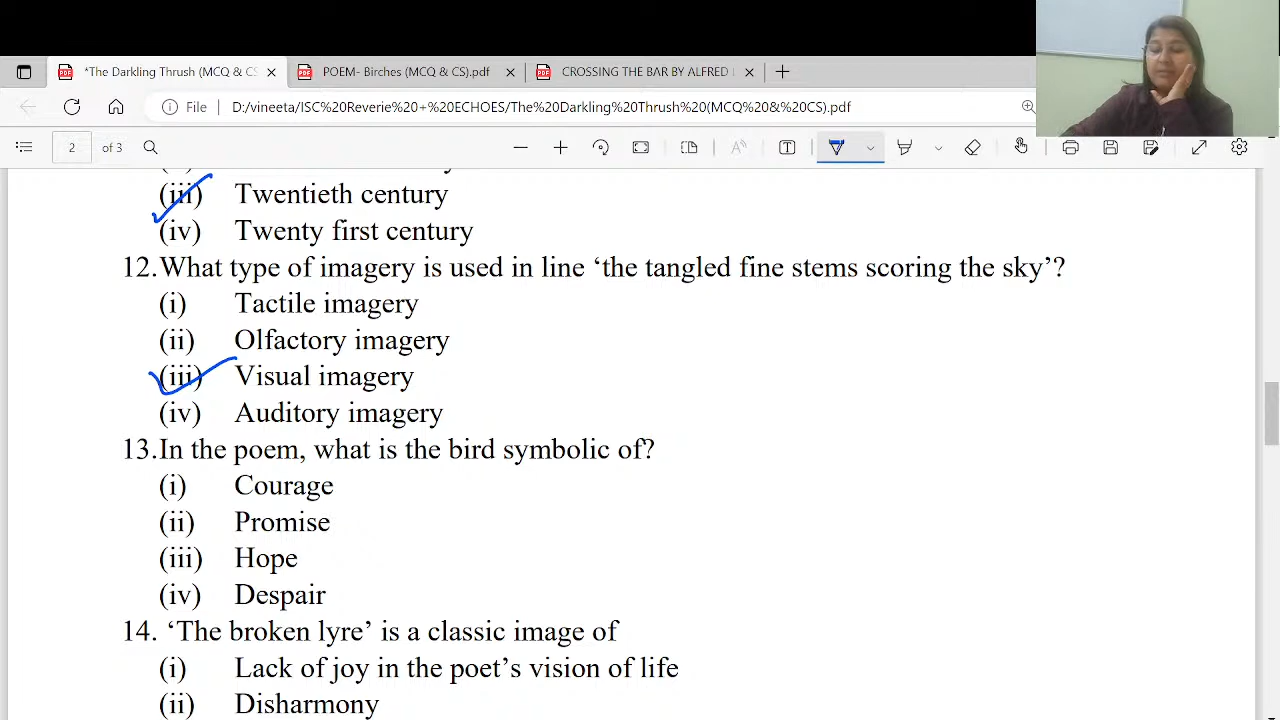 *The Darkling Thrush (MCQ & CS
POEM- Birches (MCQ & CS).pdf
CROSSING THE BAR BY ALFRED
File
D:/vineeta/ISC%20Reverie%20+%20ECHOES/The%20Darkling%20Thrush%20(MCQ%20&%20CS).pdf
2 of 3
(iii) Twentieth century
(iv) Twenty first century
12.What type of imagery is used in line ‘the tangled fine stems scoring the sky’?
(i) Tactile imagery
(ii) Olfactory imagery
(iii) Visual imagery
(iv) Auditory imagery
13.In the poem, what is the bird symbolic of?
(i) Courage
(ii) Promise
(iii) Hope
(iv) Despair
14. ‘The broken lyre’ is a classic image of
(i) Lack of joy in the poet’s vision of life
(ii) Disharmony